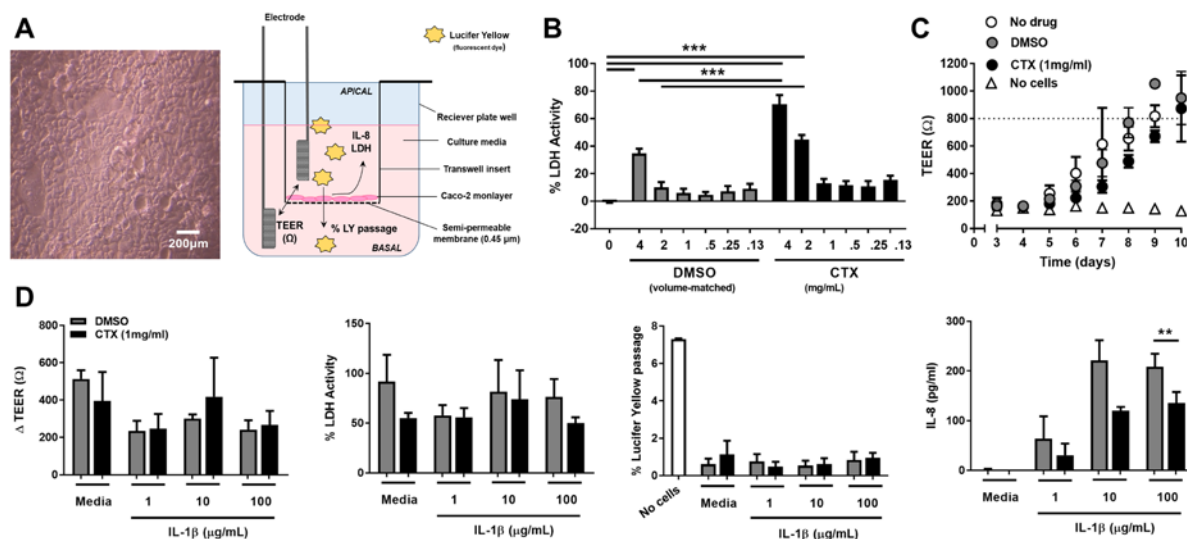 A
200μm
Electrode
Lucifer Yellow
(fluorescent dye)
APICAL
IL-8
LDH
TEER
(Ω)
% LY passage
BASAL
Reciever plate well
Culture media
Transwell insert
Caco-2 monlayer
Semi-permeable
membrane (0.45 μm)
B
***
***
% LDH Activity
120
100
80
60
40
20
0
-20
0 4 2 1 .5 .25 .13 4 2 1 .5 .25 .13
DMSO
(volume-matched)
CTX
(mg/mL)
C
No drug
DMSO
CTX (1mg/ml)
No cells
TEER (Ω)
1200
1000
800
600
400
200
0
0 3 4 5 6 7 8 9 10
Time (days)
D
DMSO
CTX (1mg/ml)
Δ TEER (Ω)
800
600
400
200
0
Media 1 10 100
IL-1β (μg/mL)
% LDH Activity
150
100
50
0
Media 1 10 100
IL-1β (μg/mL)
% Lucifer Yellow passage
8
6
4
2
0
No cells Media 1 10 100
IL-1β (μg/mL)
IL-8 (pg/ml)
300
200
100
0
**
Media 1 10 100
IL-1β (μg/mL)